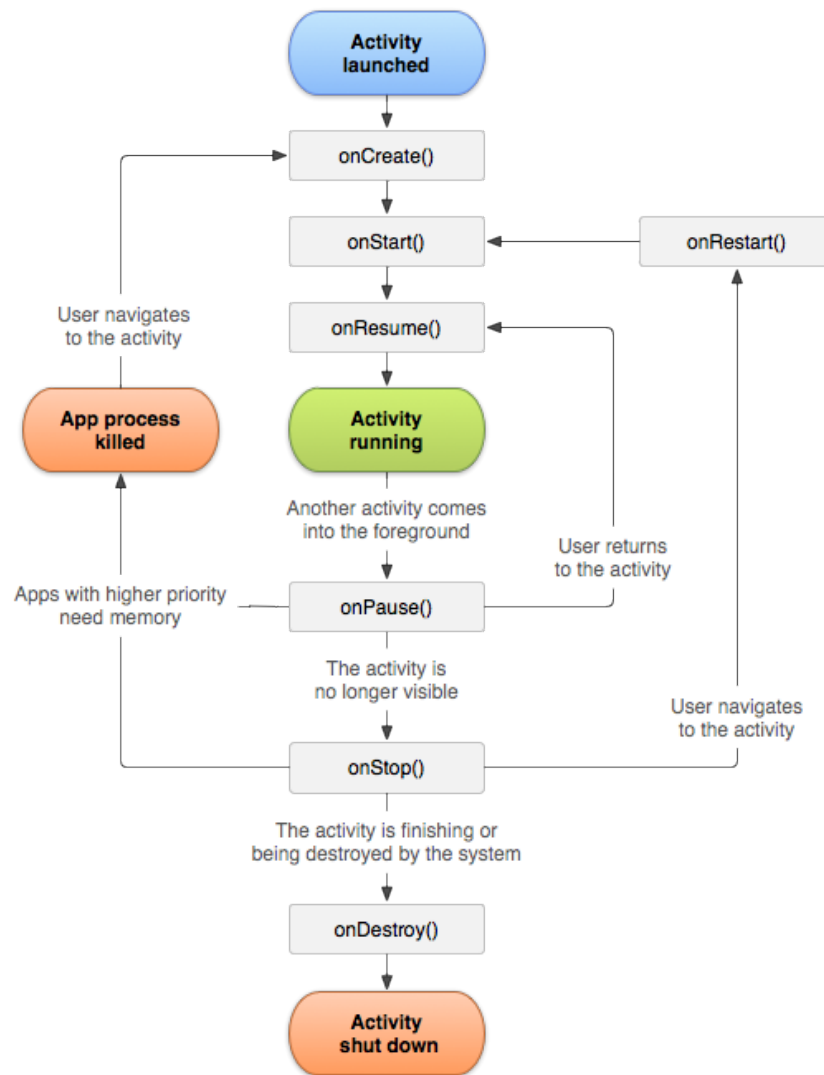 Activity
launched
onCreate()
onStart()
onRestart()
User navigates
to the activity
onResume()
App process
killed
Activity
running
Another activity comes
into the foreground
User returns
to the activity
Apps with higher priority
need memory
onPause()
The activity is
no longer visible
User navigates
to the activity
onStop()
The activity is finishing or
being destroyed by the system
onDestroy()
Activity
shut down